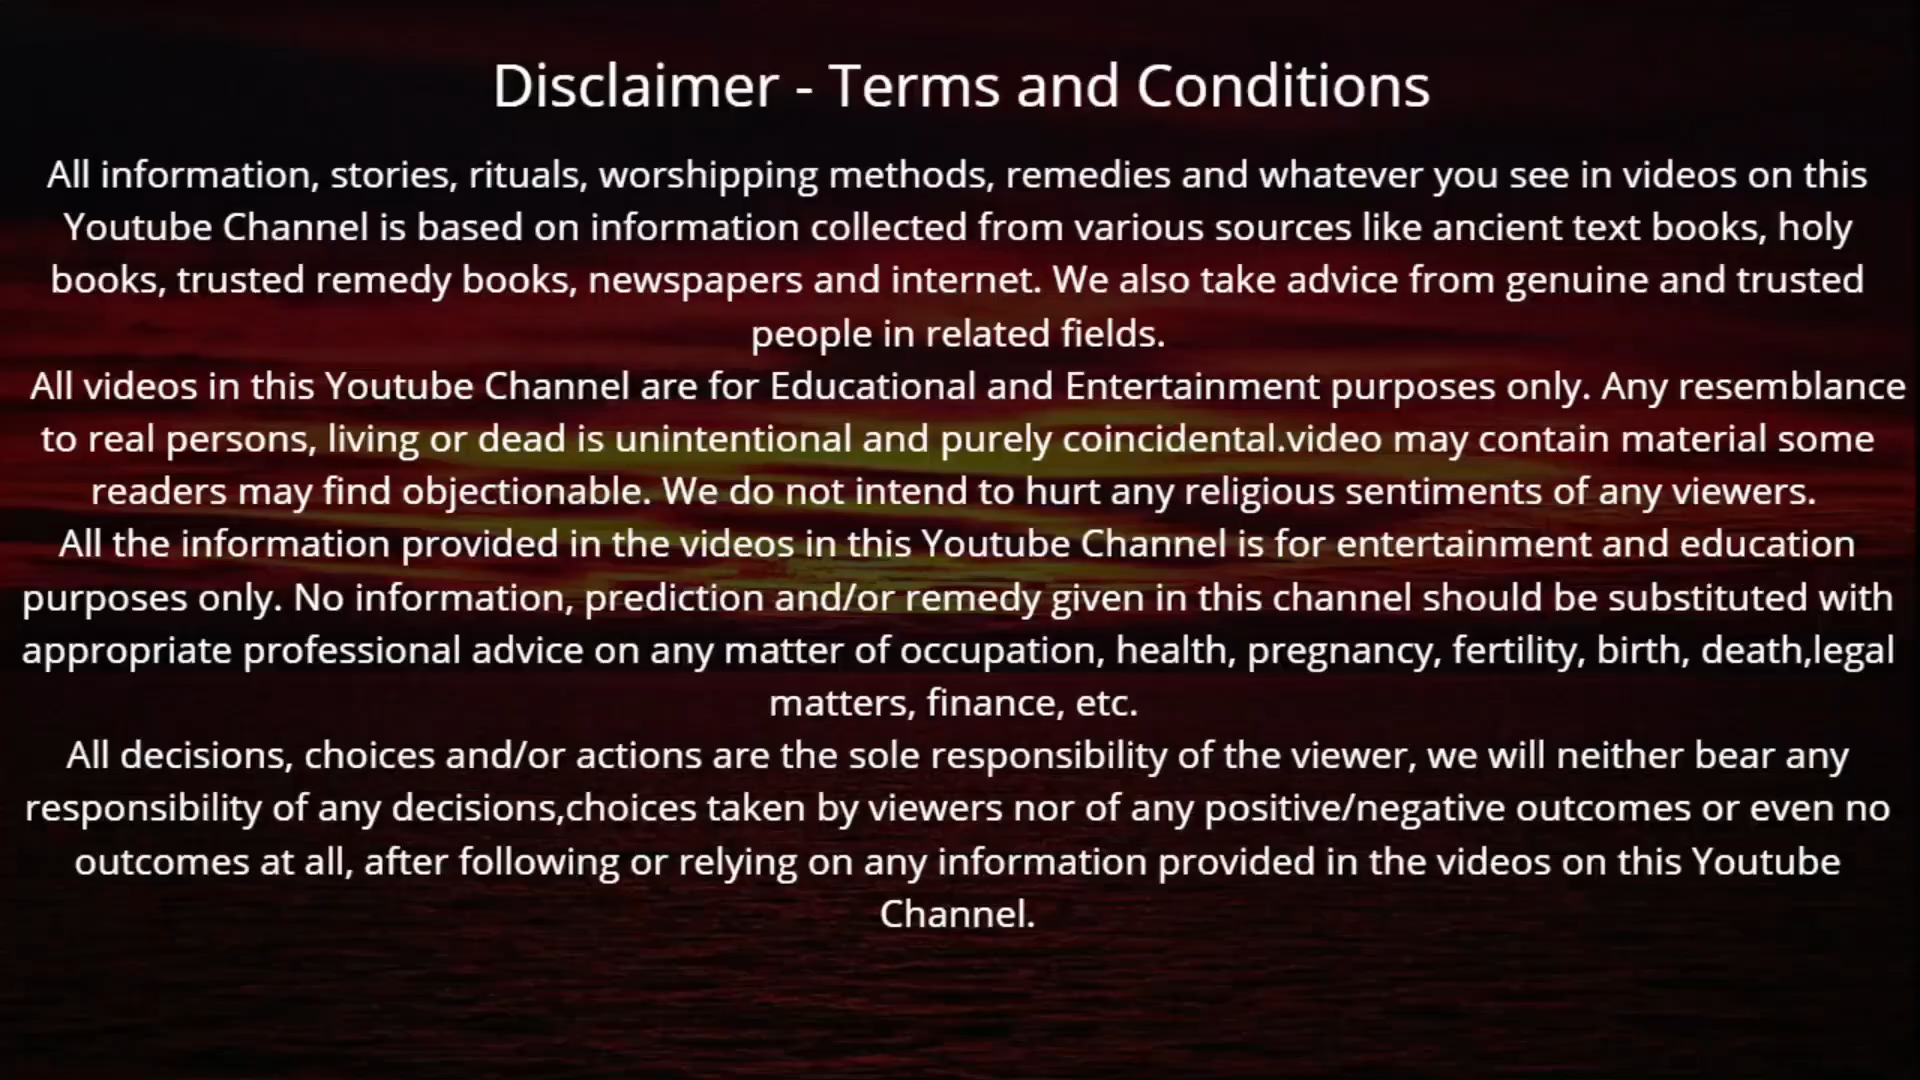 Disclaimer - Terms and Conditions
All information, stories, rituals, worshipping methods, remedies and whatever you see in videos on this
Youtube Channel is based on information collected from various sources like ancient text books, holy
books, trusted remedy books, newspapers and internet. We also take advice from genuine and trusted
people in related fields.
All videos in this Youtube Channel are for Educational and Entertainment purposes only. Any resemblance
to real persons, living or dead is unintentional and purely coincidental.video may contain material some
readers may find objectionable. We do not intend to hurt any religious sentiments of any viewers.
All the information provided in the videos in this Youtube Channel is for entertainment and education
purposes only. No information, prediction and/or remedy given in this channel should be substituted with
appropriate professional advice on any matter of occupation, health, pregnancy, fertility, birth, death,legal
matters, finance, etc.
All decisions, choices and/or actions are the sole responsibility of the viewer, we will neither bear any
responsibility of any decisions,choices taken by viewers nor of any positive/negative outcomes or even no
outcomes at all, after following or relying on any information provided in the videos on this Youtube
Channel.